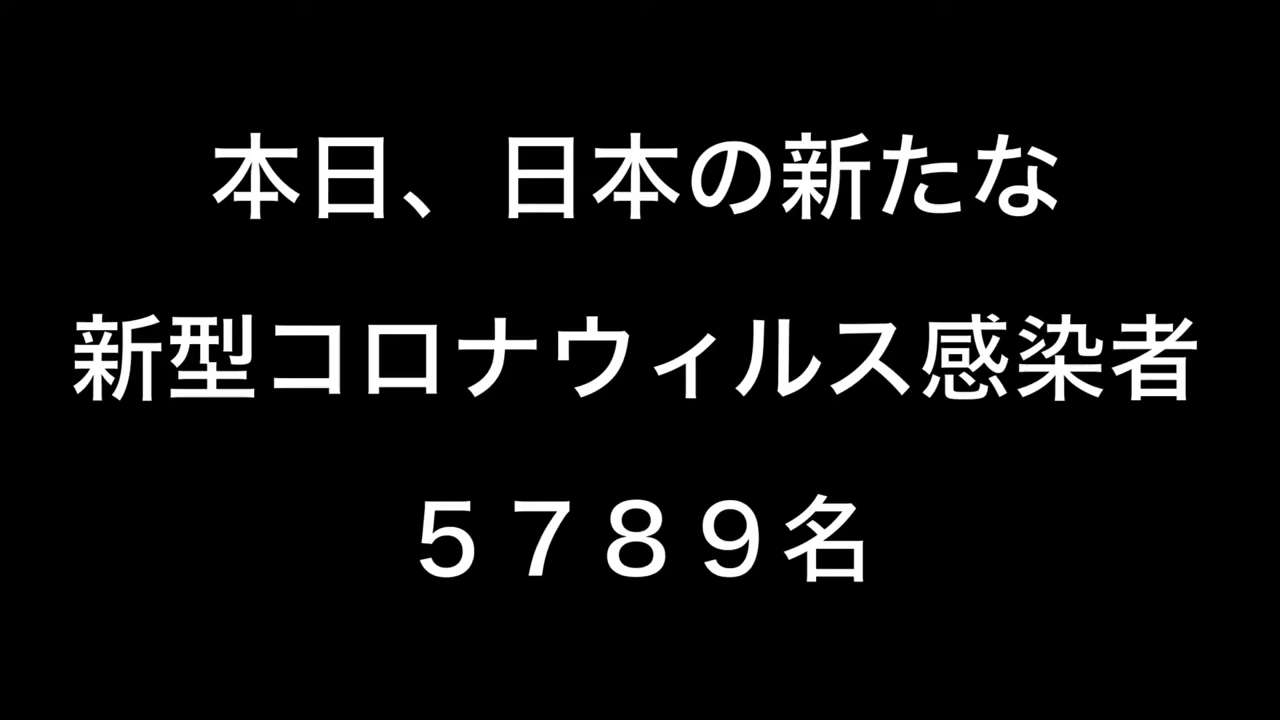 本日、日本の新たな
新型コロナウィルス感染者
５７８９名